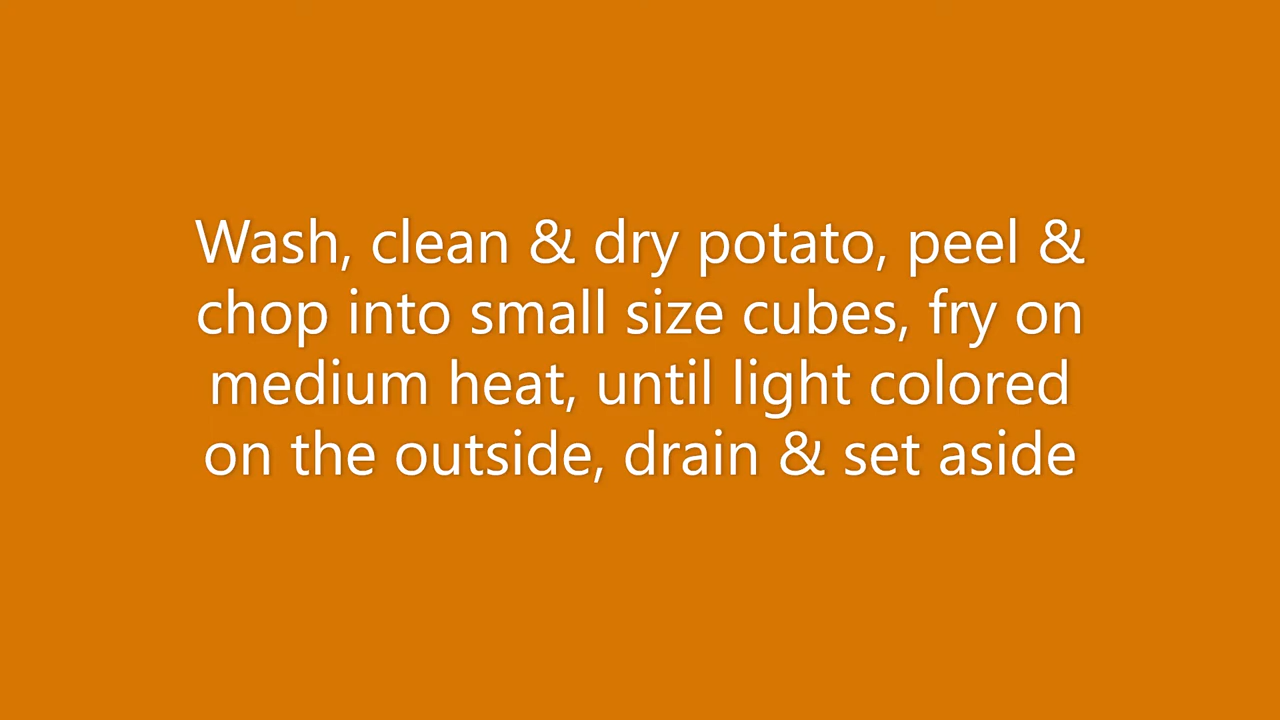 Wash, clean & dry potato, peel &
chop into small size cubes, fry on
medium heat, until light colored
on the outside, drain & set aside